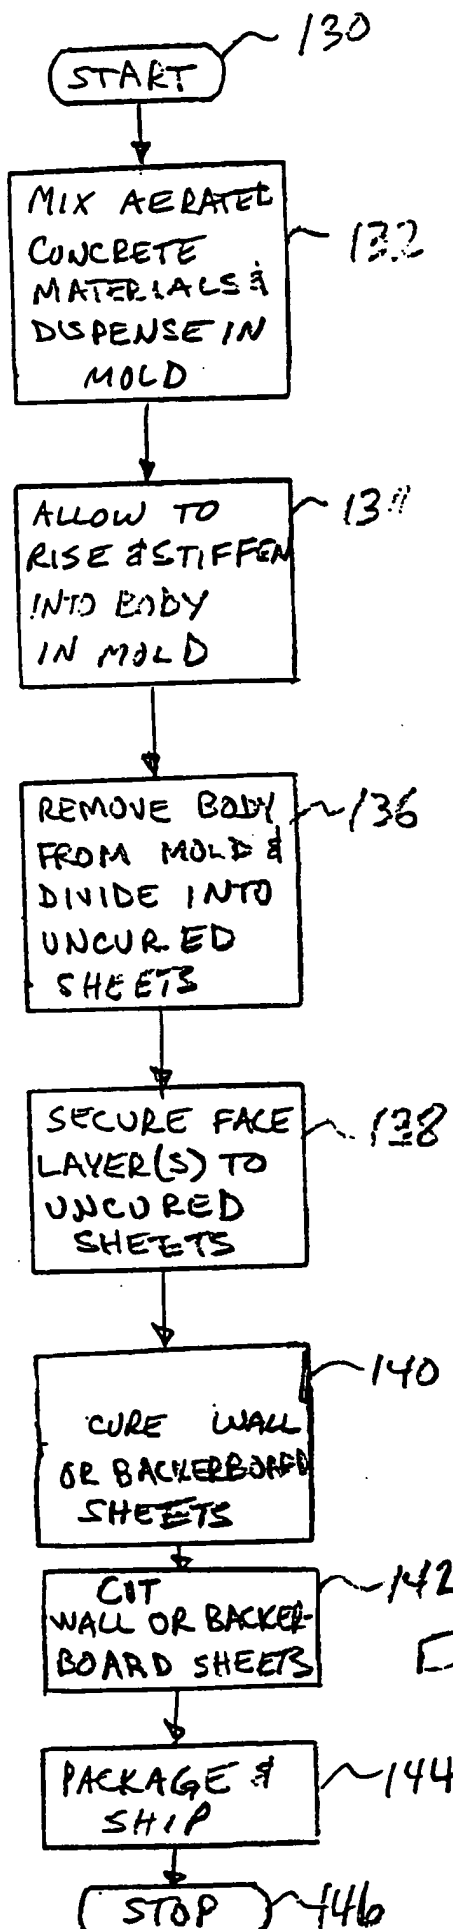 START
130
MIX AERATED
CONCRETE
MATERIALS &
DISPENSE IN
MOLD
132
ALLOW TO
RISE & STIFFEN
INTO BODY
IN MOLD
REMOVE BODY
FROM MOLD &
DIVIDE INTO
UNCURED
SHEETS
136
SECURE FACE
LAYER(S) TO
UNCURED
SHEETS
138
CURE WALL
OR BACKERBOARD
SHEETS
140
CUT
WALL OR BACKER-
BOARD SHEETS
142
PACKAGE &
SHIP
144
STOP
146